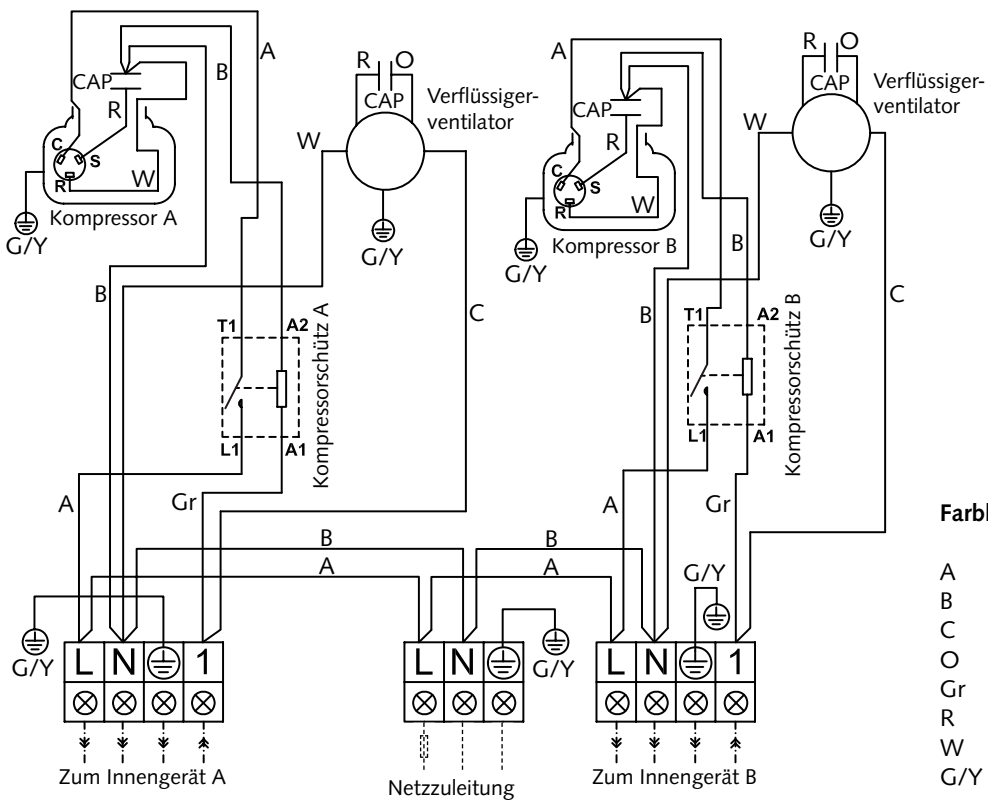 A
B
CAP
R
C
S
R
W
Kompressor A
G/Y
R O
CAP
Verflüssiger-
ventilator
W
G/Y
C
B
T1 A2
L1 A1
Kompressorschütz A
A
Gr
A
B
CAP
R
C
S
R
W
Kompressor B
G/Y
R O
CAP
Verflüssiger-
ventilator
W
G/Y
C
B
B
T1 A2
L1 A1
Kompressorschütz B
A
Gr
B
A
B
A
G/Y
G/Y
G/Y
L N 1
L N
L N 1
Zum Innengerät A
Netzzuleitung
Zum Innengerät B
A
B
C
O
Gr
R
W
G/Y